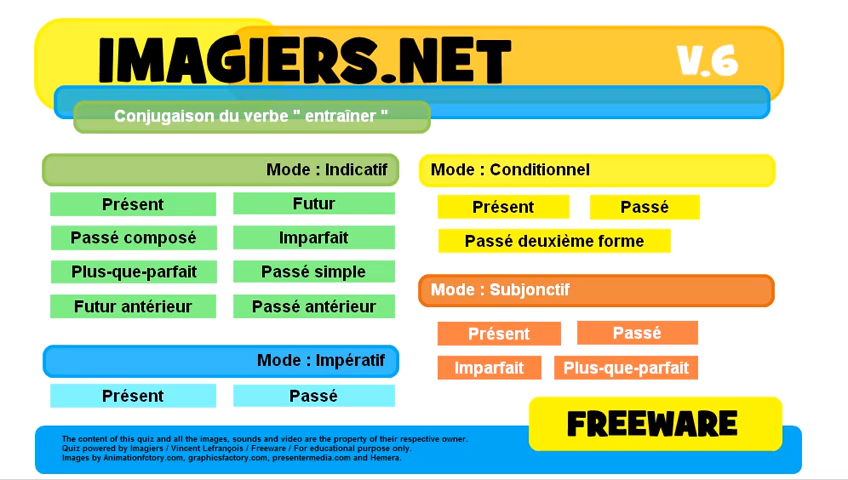 IMAGIERS.NET
V.6
Conjugaison du verbe " entraîner "
Mode : Indicatif
Présent
Futur
Passé composé
Imparfait
Plus-que-parfait
Passé simple
Futur antérieur
Passé antérieur
Mode : Impératif
Présent
Passé
Mode : Conditionnel
Présent
Passé
Passé deuxième forme
Mode : Subjonctif
Présent
Passé
Imparfait
Plus-que-parfait
FREEWARE
The content of this quiz and all the images, sounds and video are the property of their respective owner.
Quiz powered by Imagiers / Vincent Lefrançois / Freeware / For educational purpose only.
Images by Animationfctory.com, graphicsfactory.com, presentermedia.com and Hemera.